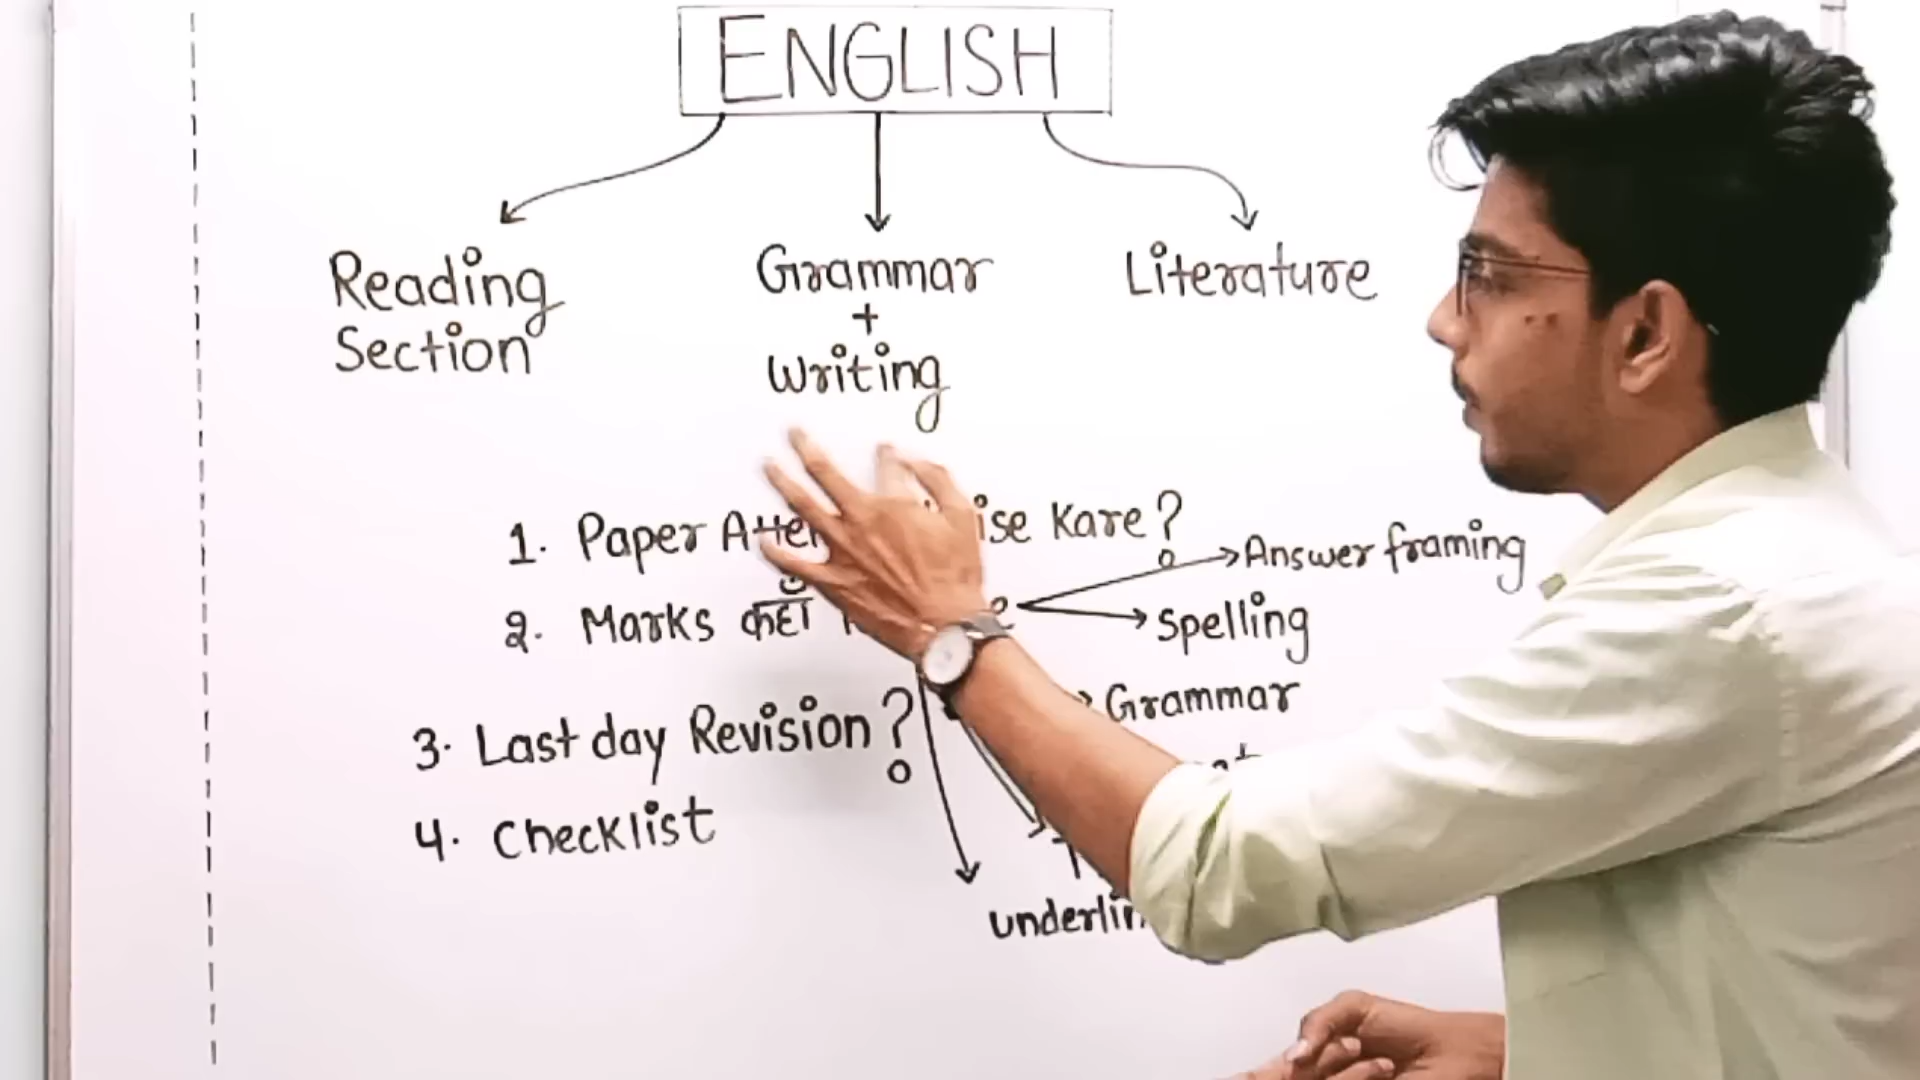 ENGLISH
Reading
Section
Grammar
+
Writing
Literature
1. Paper Kare?
2. Marks कहाँ
Answer framing
Spelling
Grammar
3. Last day Revision?
4. Checklist